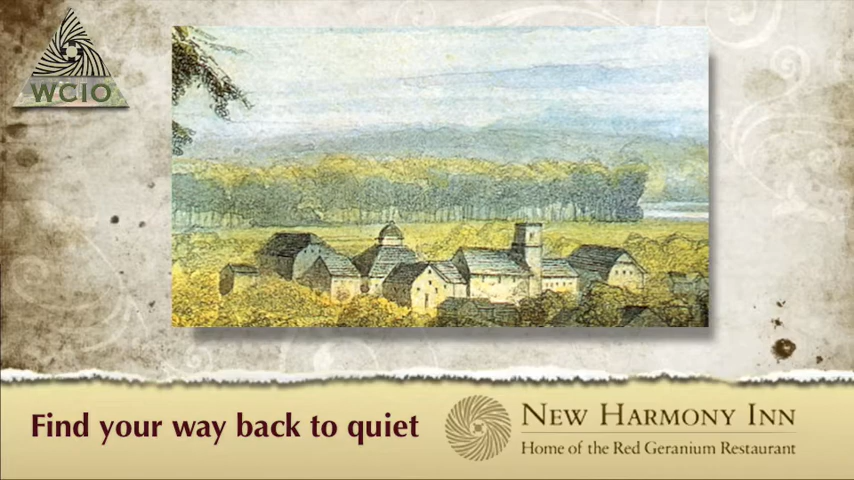 WCIO
Find your way back to quiet
NEW HARMONY INN
Home of the Red Geranium Restaurant